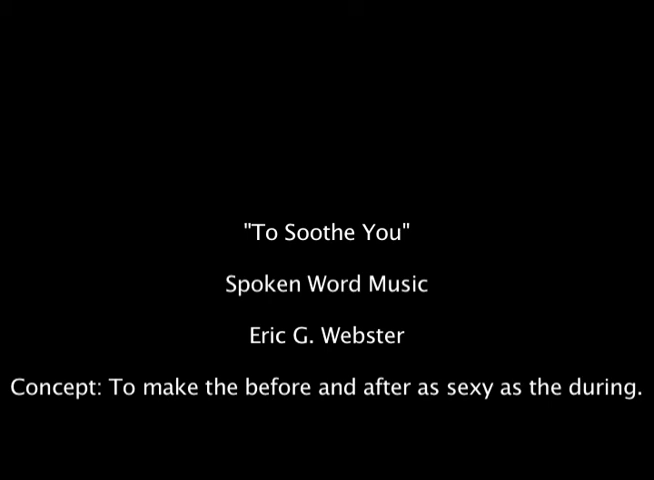 "To Soothe You"
Spoken Word Music
Eric G. Webster
Concept: To make the before and after as sexy as the during.